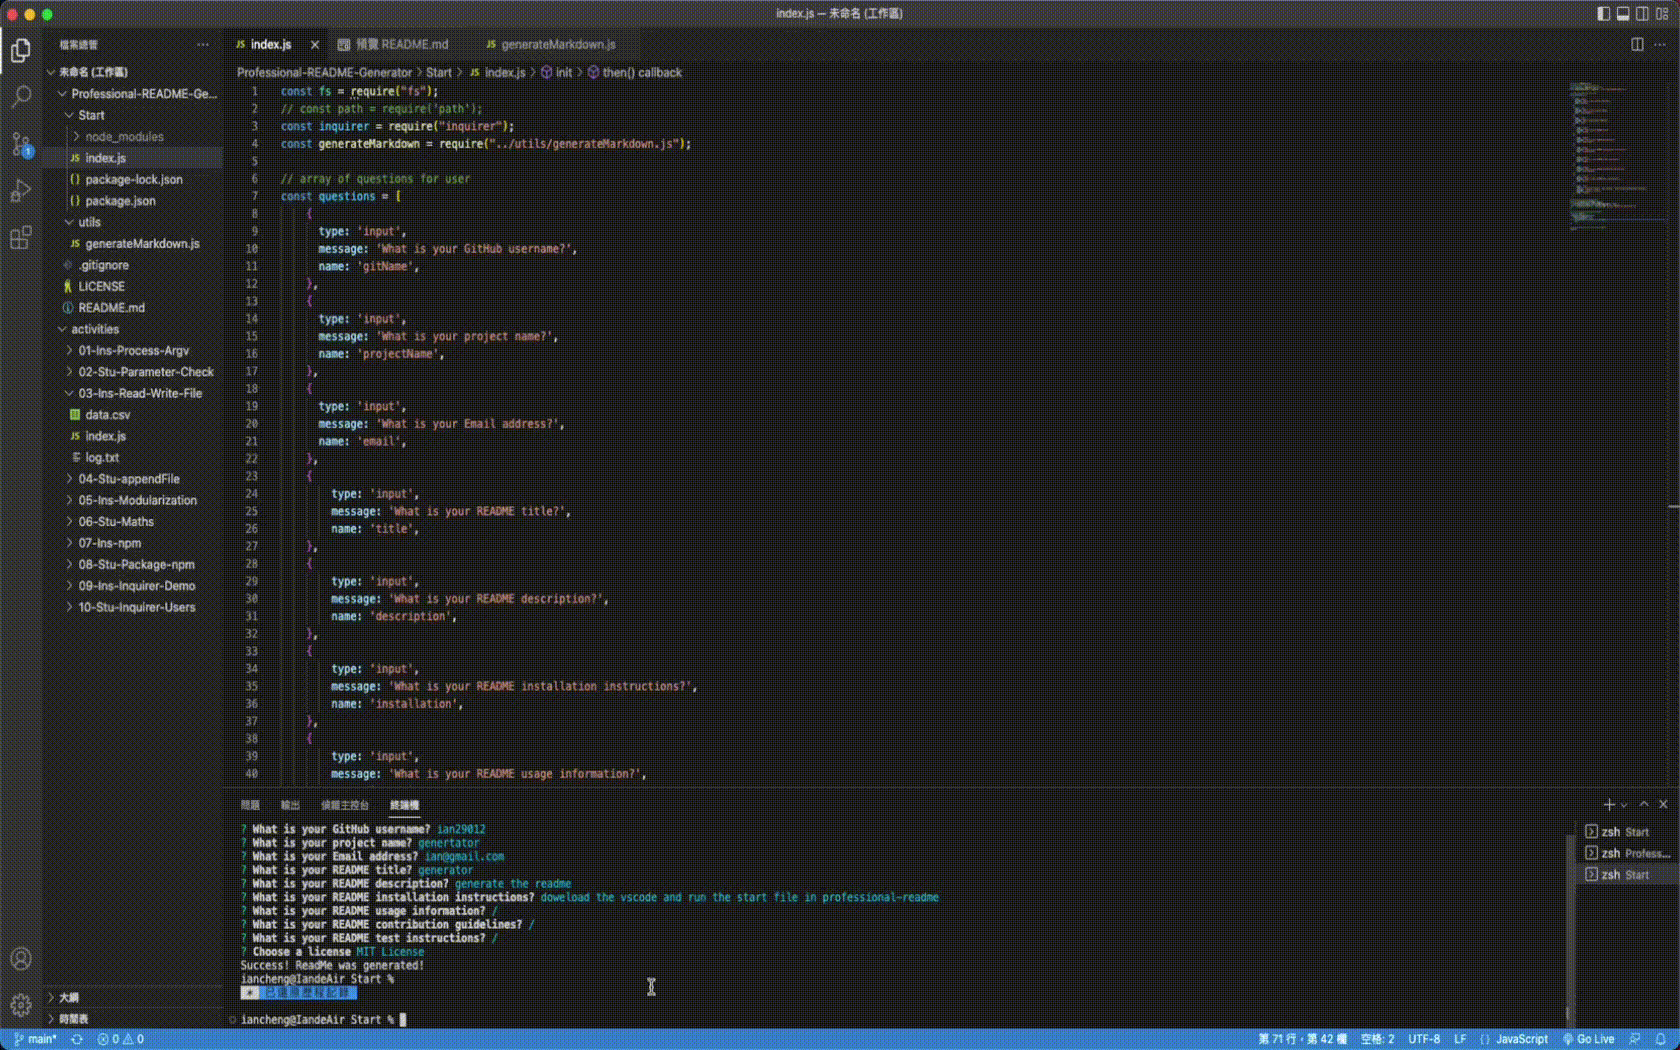 index.js — 未命名 (工作區)
檔案總管 ···
index.js
預覽 README.md
generateMarkdown.js
未命名 (工作區)
Professional-README-Ge...
Start
node_modules
index.js
package-lock.json
package.json
utils
generateMarkdown.js
.gitignore
LICENSE
README.md
activities
01-Ins-Process-Argv
02-Stu-Parameter-Check
03-Ins-Read-Write-File
data.csv
index.js
log.txt
04-Stu-appendFile
05-Ins-Modularization
06-Stu-Maths
07-Ins-npm
08-Stu-Package-npm
09-Ins-Inquirer-Demo
10-Stu-Inquirer-Users
大綱
時間表
Professional-README-Generator > Start > JS index.js > init > then() callback
1 const fs = require("fs");
2 // const path = require('path');
3 const inquirer = require("inquirer");
4 const generateMarkdown = require("../utils/generateMarkdown.js");
5
6 // array of questions for user
7 const questions = [
8 {
9 type: 'input',
10 message: 'What is your GitHub username?',
11 name: 'gitName',
12 },
13 {
14 type: 'input',
15 message: 'What is your project name?',
16 name: 'projectName',
17 },
18 {
19 type: 'input',
20 message: 'What is your Email address?',
21 name: 'email',
22 },
23 {
24 type: 'input',
25 message: 'What is your README title?',
26 name: 'title',
27 },
28 {
29 type: 'input',
30 message: 'What is your README description?',
31 name: 'description',
32 },
33 {
34 type: 'input',
35 message: 'What is your README installation instructions?',
36 name: 'installation',
37 },
38 {
39 type: 'input',
40 message: 'What is your README usage information?',
問題 輸出 偵錯主控台 終端機
? What is your GitHub username? ian29012
? What is your project name? genertator
? What is your Email address? ian@gmail.com
? What is your README title? generator
? What is your README description? generate the readme
? What is your README installation instructions? doweload the vscode and run the start file in professional-readme
? What is your README usage information? /
? What is your README contribution guidelines? /
? What is your README test instructions? /
? Choose a license MIT License
Success! ReadMe was generated!
iancheng@IandeAir Start %
* 已還原歷程記錄
iancheng@IandeAir Start %
zsh Start
zsh Profess...
zsh Start
main* 0 0 第 71 行，第 42 欄 空格: 2 UTF-8 LF {} JavaScript Go Live